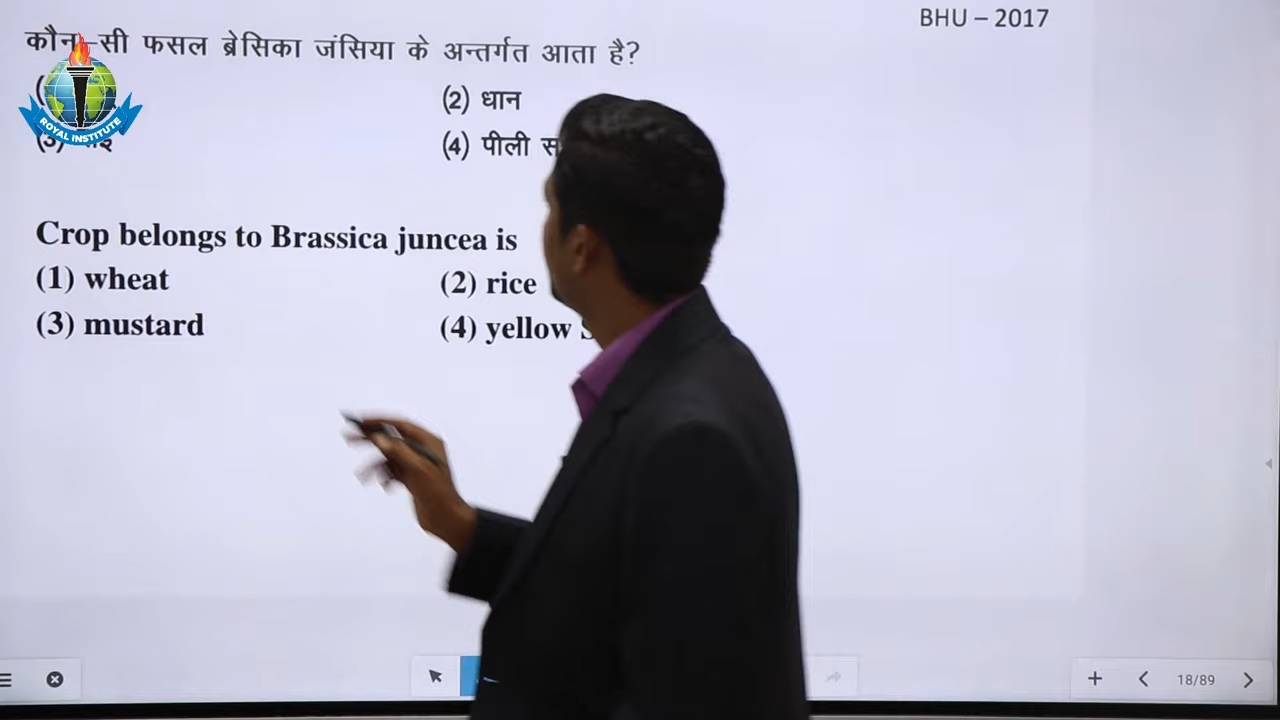 BHU – 2017
कौन–सी फसल ब्रेसिका जंसिया के अन्तर्गत आता है?
(2) धान
(4) पीली
ROYAL INSTITUTE
Crop belongs to Brassica juncea is
(1) wheat (2) rice
(3) mustard (4) yellow
18/89